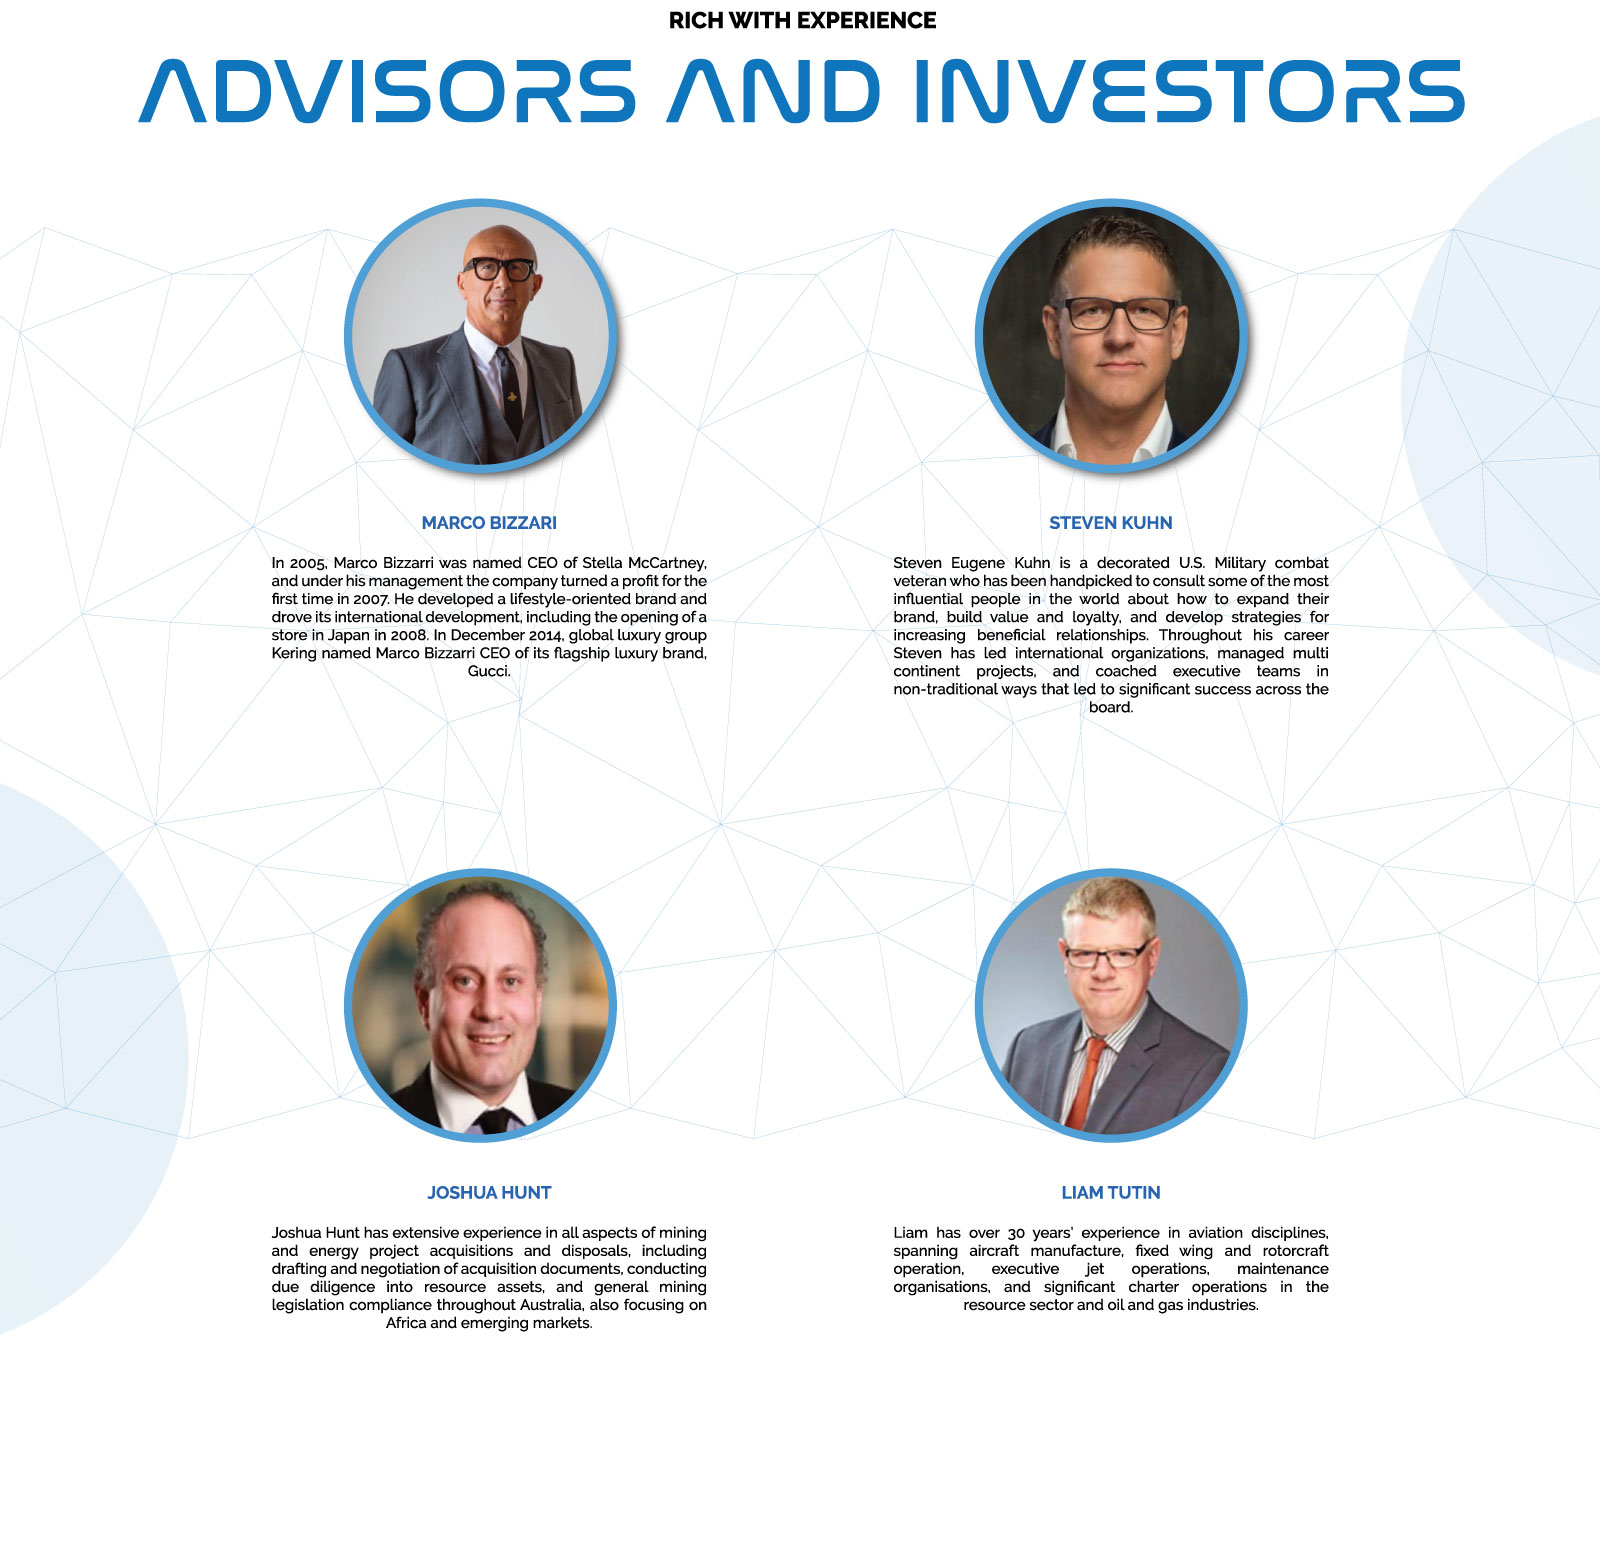 RICH WITH EXPERIENCE
ADVISORS AND INVESTORS
MARCO BIZZARI
In 2005, Marco Bizzarri was named CEO of Stella McCartney,
and under his management the company turned a profit for the
first time in 2007. He developed a lifestyle-oriented brand and
drove its international development, including the opening of a
store in Japan in 2008. In December 2014, global luxury group
Kering named Marco Bizzarri CEO of its flagship luxury brand,
Gucci.
STEVEN KUHN
Steven Eugene Kuhn is a decorated U.S. Military combat
veteran who has been handpicked to consult some of the most
influential people in the world about how to expand their
brand, build value and loyalty, and develop strategies for
increasing beneficial relationships. Throughout his career
Steven has led international organizations, managed multi
continent projects, and coached executive teams in
non-traditional ways that led to significant success across the
board.
JOSHUA HUNT
Joshua Hunt has extensive experience in all aspects of mining
and energy project acquisitions and disposals, including
drafting and negotiation of acquisition documents, conducting
due diligence into resource assets, and general mining
legislation compliance throughout Australia, also focusing on
Africa and emerging markets.
LIAM TUTIN
Liam has over 30 years' experience in aviation disciplines,
spanning aircraft manufacture, fixed wing and rotorcraft
operation, executive jet operations, maintenance
organisations, and significant charter operations in the
resource sector and oil and gas industries.